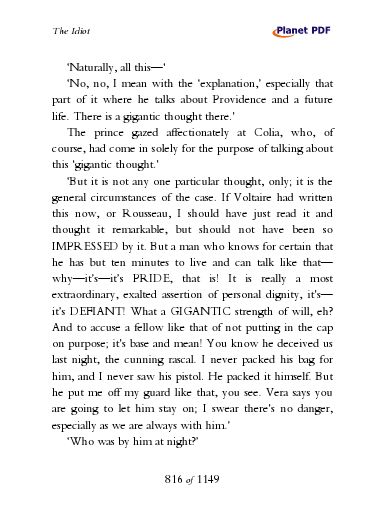 The Idiot
Planet PDF
'Naturally, all this—'
'No, no, I mean with the 'explanation,' especially that
part of it where he talks about Providence and a future
life. There is a gigantic thought there.'
The prince gazed affectionately at Colia, who, of
course, had come in solely for the purpose of talking about
this 'gigantic thought.'
'But it is not any one particular thought, only; it is the
general circumstances of the case. If Voltaire had written
this now, or Rousseau, I should have just read it and
thought it remarkable, but should not have been so
IMPRESSED by it. But a man who knows for certain that
he has but ten minutes to live and can talk like that—
why—it's—it's PRIDE, that is! It is really a most
extraordinary, exalted assertion of personal dignity, it's—
it's DEFIANT! What a GIGANTIC strength of will, eh?
And to accuse a fellow like that of not putting in the cap
on purpose; it's base and mean! You know he deceived us
last night, the cunning rascal. I never packed his bag for
him, and I never saw his pistol. He packed it himself. But
he put me off my guard like that, you see. Vera says you
are going to let him stay on; I swear there's no danger,
especially as we are always with him.'
'Who was by him at night?'
816 of 1149